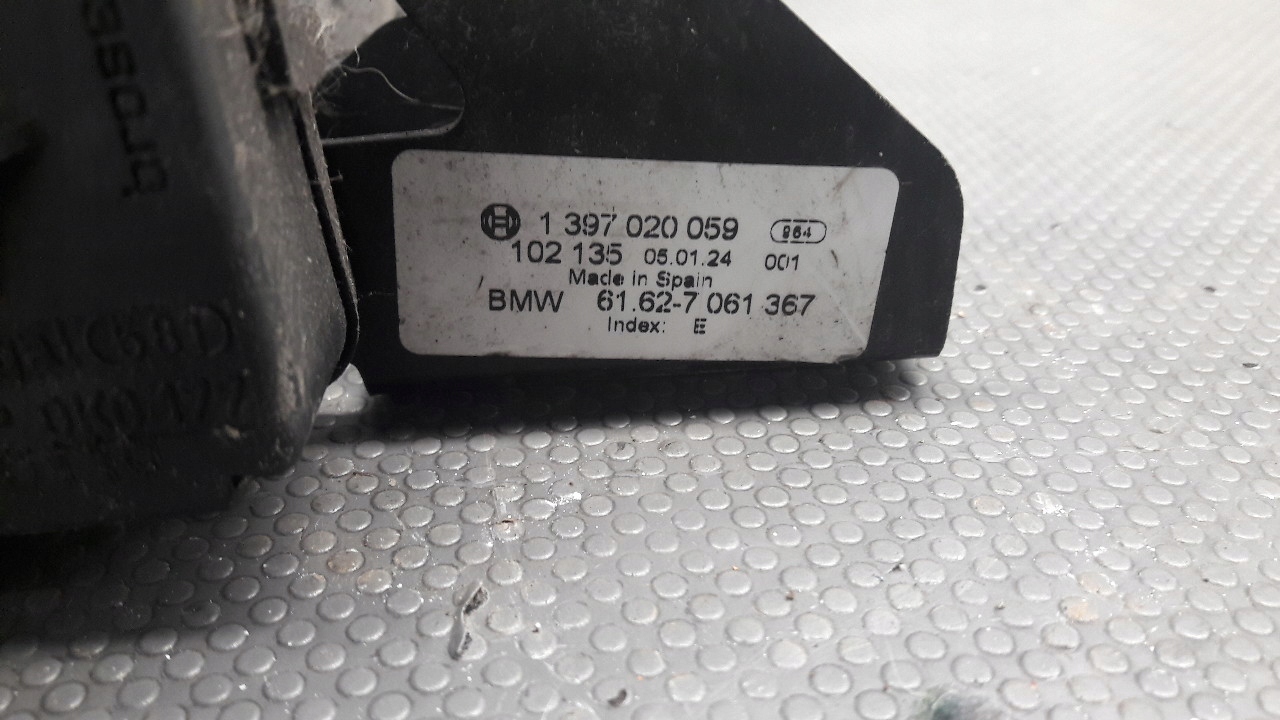 1 397 020 059 964
102 135 05.01.24 001
Made in Spain
BMW 61.62-7 061 367
Index: E